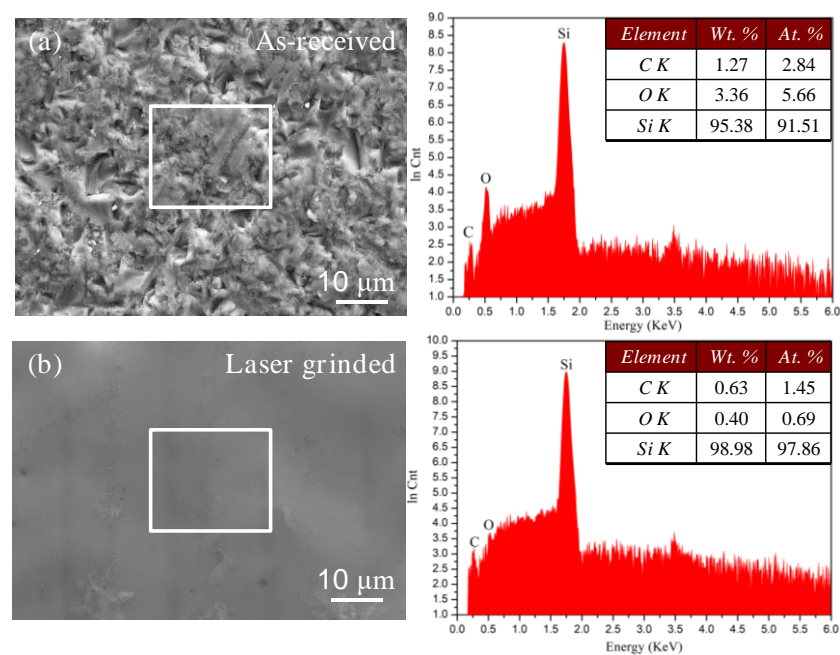 (a) As-received
10 μm
9.0
8.5
8.0
7.5
7.0
6.5
6.0
5.5
5.0
4.5
4.0
3.5
3.0
2.5
2.0
1.5
1.0
ln Cnt
Si
O
C
Element Wt. % At. %
C K 1.27 2.84
O K 3.36 5.66
Si K 95.38 91.51
0.0 0.5 1.0 1.5 2.0 2.5 3.0 3.5 4.0 4.5 5.0 5.5 6.0
Energy (KeV)
(b) Laser grinded
10 μm
10.0
9.0
8.5
8.0
7.5
7.0
6.5
6.0
5.5
5.0
4.5
4.0
3.5
3.0
2.5
2.0
1.5
1.0
ln Cnt
Si
O
C
Element Wt. % At. %
C K 0.63 1.45
O K 0.40 0.69
Si K 98.98 97.86
0.0 0.5 1.0 1.5 2.0 2.5 3.0 3.5 4.0 4.5 5.0 5.5 6.0
Energy (KeV)